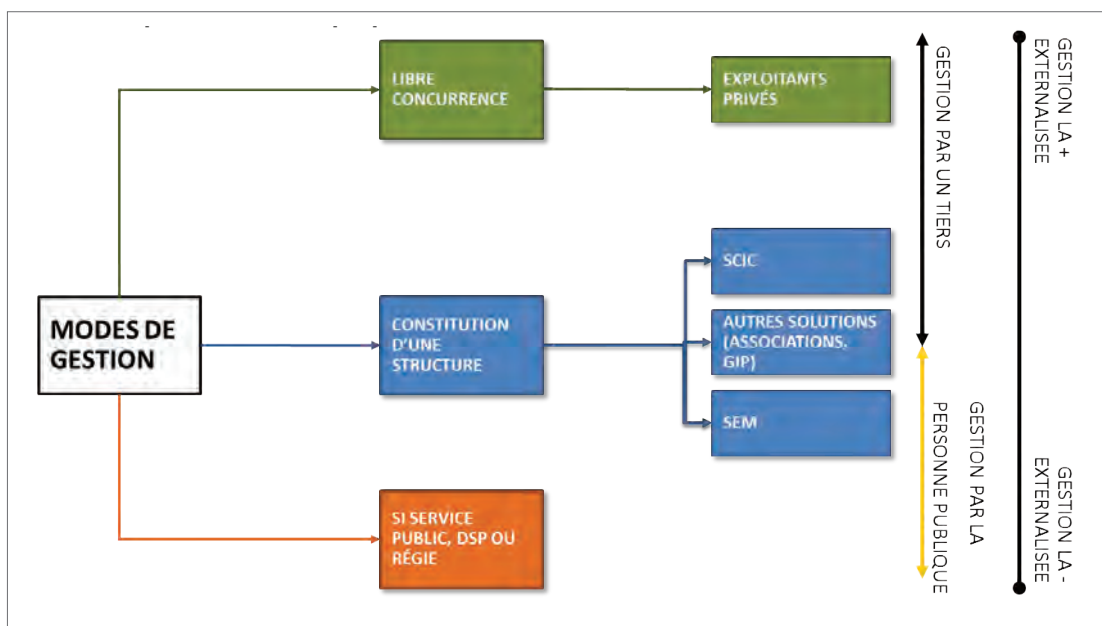 LIBRE
CONCURRENCE
EXPLOITANTS
PRIVÉS
MODES DE
GESTION
CONSTITUTION
D'UNE
STRUCTURE
SCIC
AUTRES SOLUTIONS
(ASSOCIATIONS,
GIP)
SEM
SI SERVICE
PUBLIC, DSP OU
RÉGIE
GESTION PAR UN TIERS
GESTION PAR LA
PERSONNE PUBLIQUE
GESTION LA +
EXTERNALISEE
GESTION LA -
EXTERNALISEE